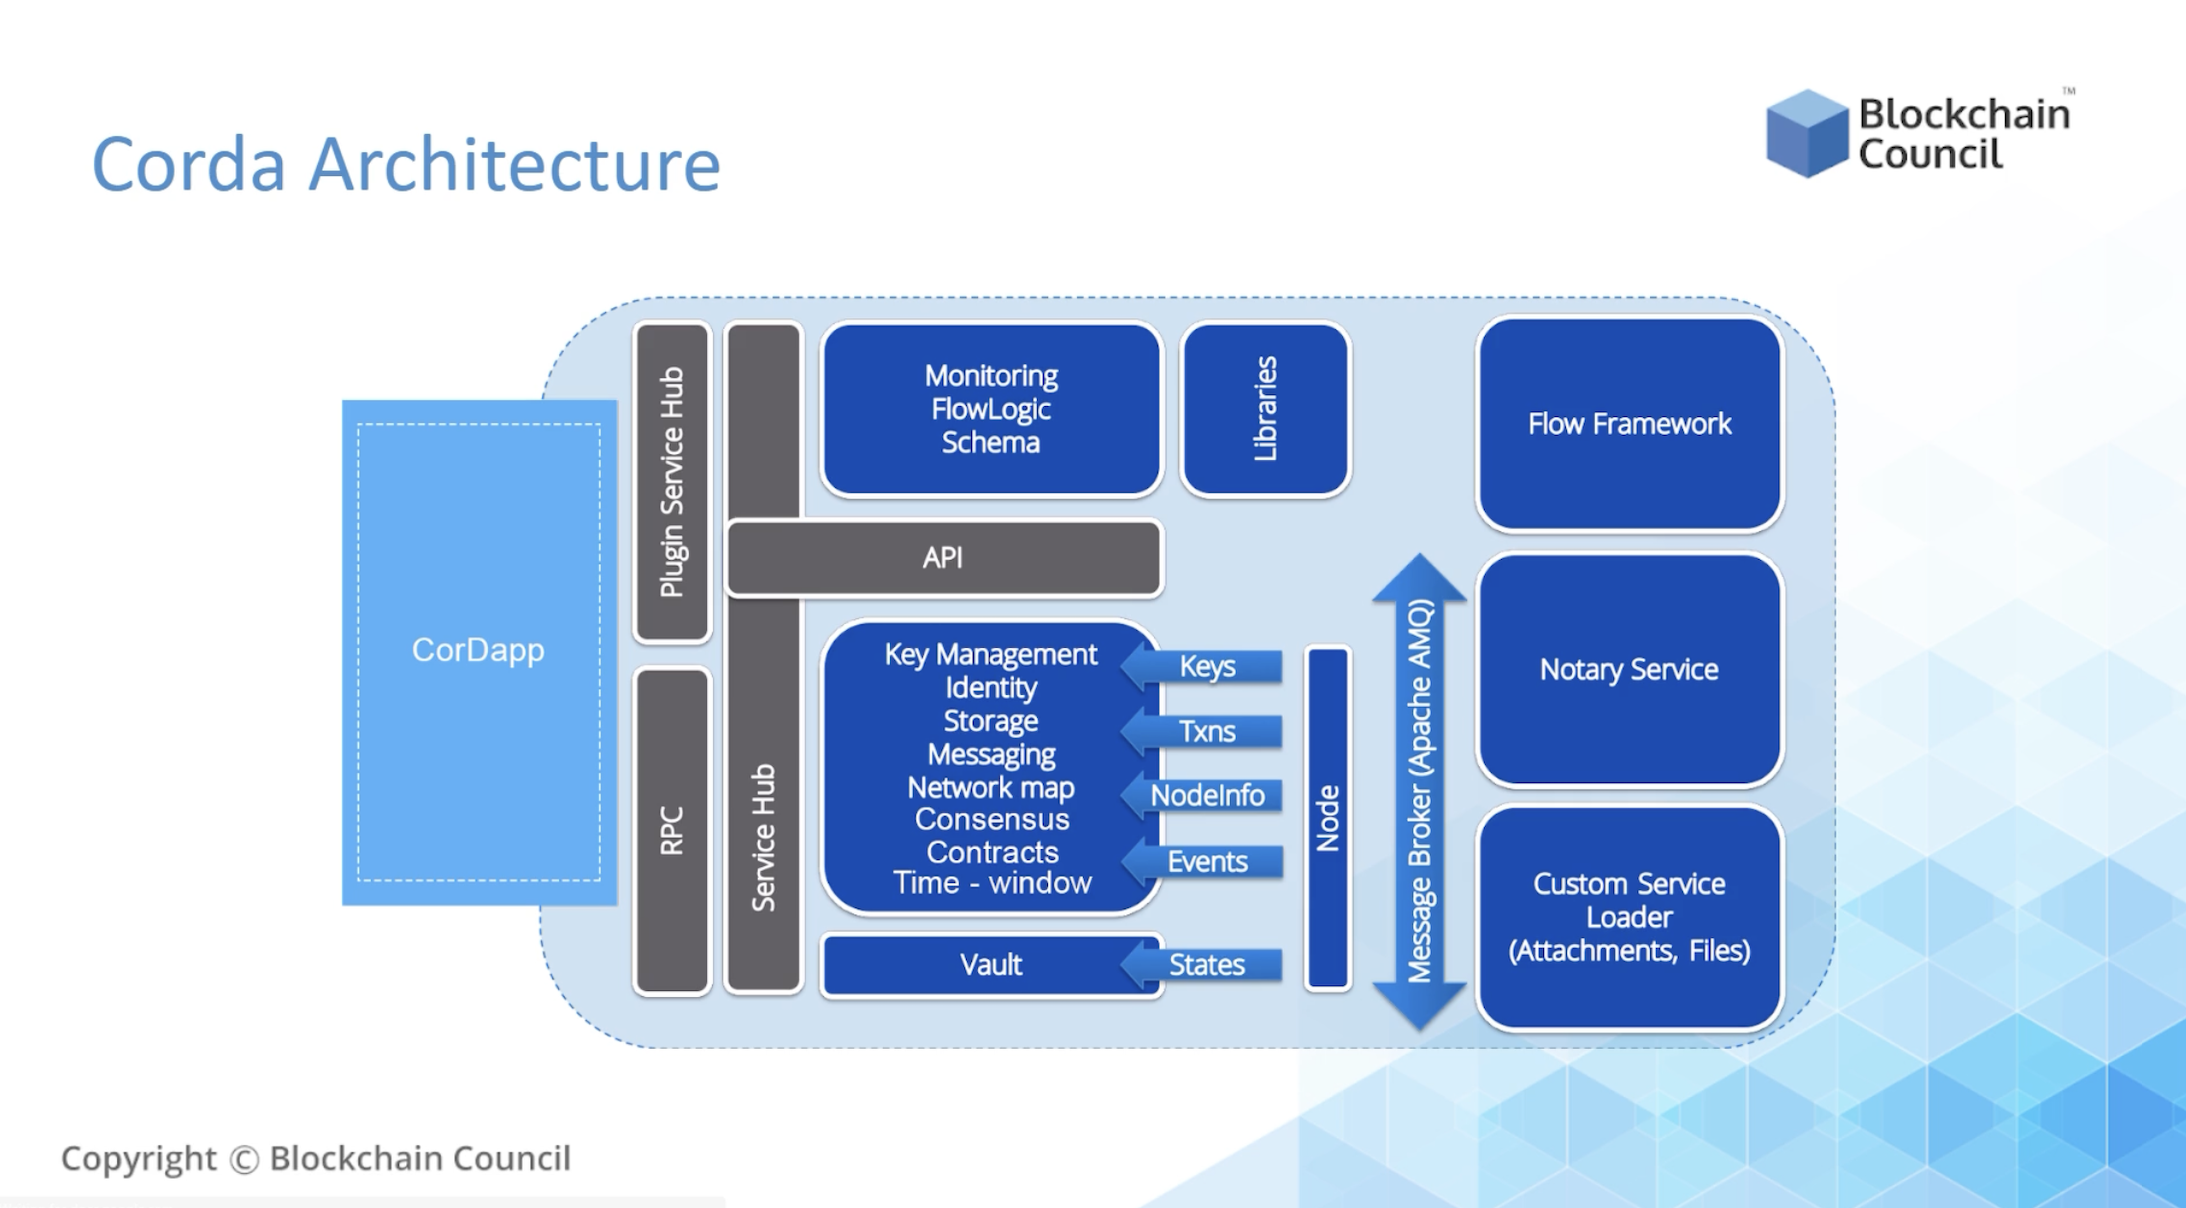 Corda Architecture
Blockchain™
Council
CorDapp
Plugin Service Hub
RPC
Service Hub
Monitoring
FlowLogic
Schema
Libraries
API
Key Management
Identity
Storage
Messaging
Network map
Consensus
Contracts
Time - window
Keys
Txns
NodeInfo
Events
Vault
States
Node
Message Broker (Apache AMQ)
Flow Framework
Notary Service
Custom Service
Loader
(Attachments, Files)
Copyright © Blockchain Council